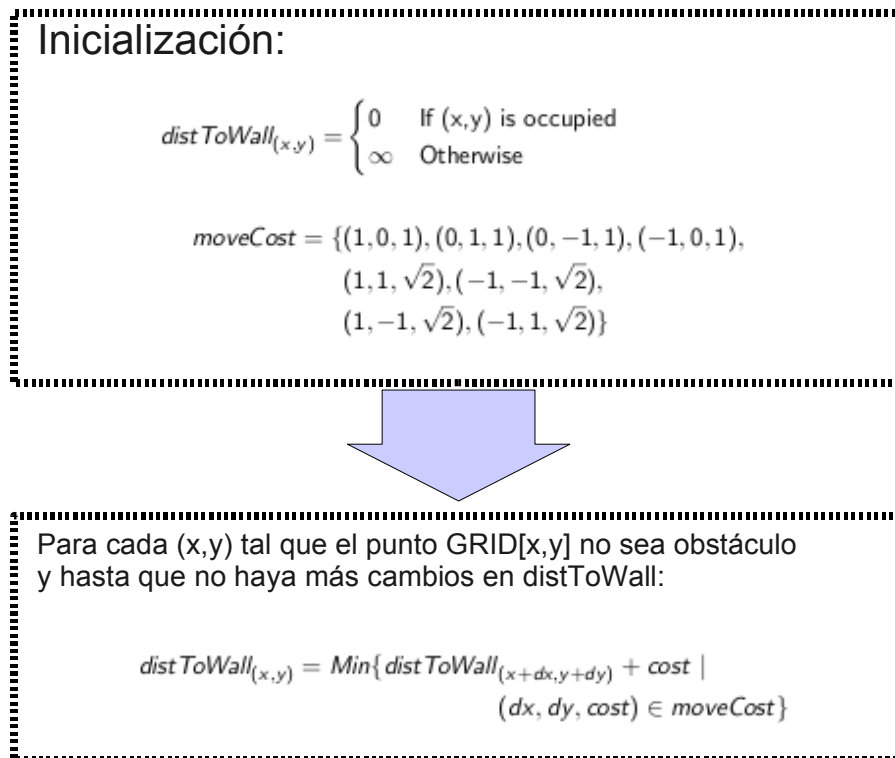 Inicialización:
distToWall_(x,y) = { 0 If (x,y) is occupied
∞ Otherwise
moveCost = {(1, 0, 1), (0, 1, 1), (0, −1, 1), (−1, 0, 1),
(1, 1, √2), (−1, −1, √2),
(1, −1, √2), (−1, 1, √2)}
Para cada (x,y) tal que el punto GRID[x,y] no sea obstáculo
y hasta que no haya más cambios en distToWall:
distToWall_(x,y) = Min{distToWall_(x+dx,y+dy) + cost |
(dx, dy, cost) ∈ moveCost}